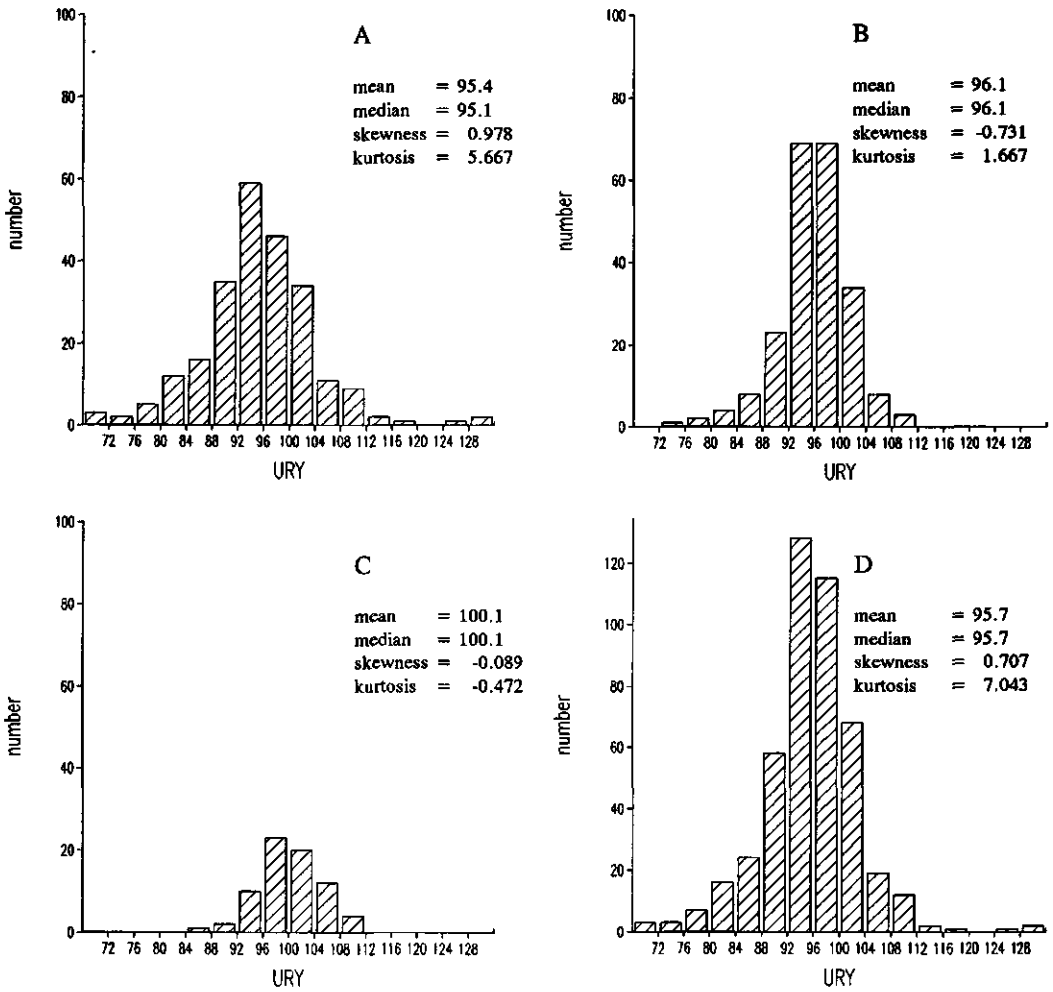 A
mean = 95.4
median = 95.1
skewness = 0.978
kurtosis = 5.667
number
100
80
60
40
20
0
72 76 80 84 88 92 96 100 104 108 112 116 120 124 128
URY
B
mean = 96.1
median = 96.1
skewness = -0.731
kurtosis = 1.667
number
100
80
60
40
20
0
72 76 80 84 88 92 96 100 104 108 112 116 120 124 128
URY
C
mean = 100.1
median = 100.1
skewness = -0.089
kurtosis = -0.472
number
100
80
60
40
20
0
72 76 80 84 88 92 96 100 104 108 112 116 120 124 128
URY
D
mean = 95.7
median = 95.7
skewness = 0.707
kurtosis = 7.043
number
120
100
80
60
40
20
0
72 76 80 84 88 92 96 100 104 108 112 116 120 124 128
URY